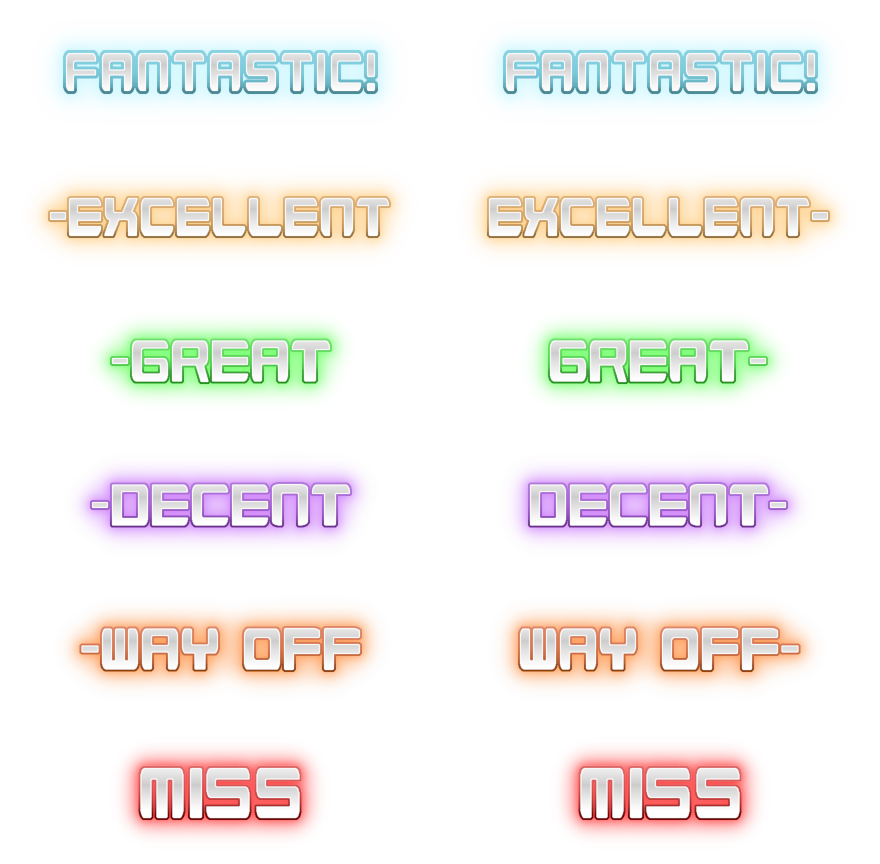 FANTASTIC! FANTASTIC!
-EXCELLENT EXCELLENT-
-GREAT GREAT-
-DECENT DECENT-
-WAY OFF WAY OFF-
MISS MISS